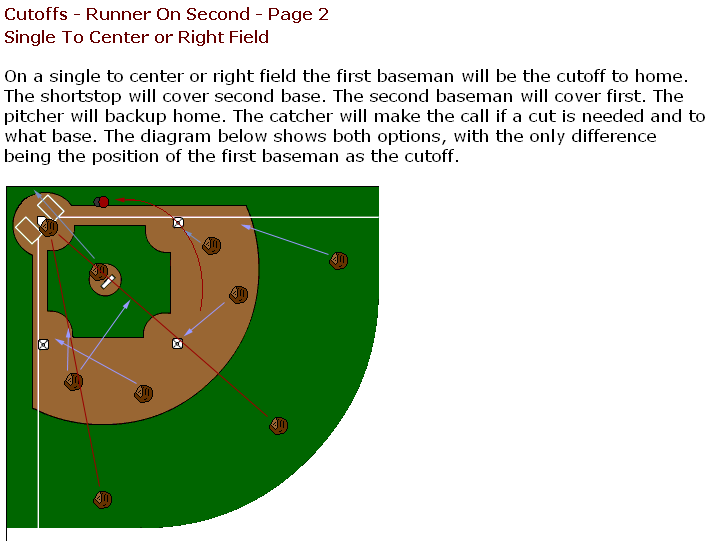 Cutoffs - Runner On Second - Page 2
Single To Center or Right Field
On a single to center or right field the first baseman will be the cutoff to home.
The shortstop will cover second base. The second baseman will cover first. The
pitcher will backup home. The catcher will make the call if a cut is needed and to
what base. The diagram below shows both options, with the only difference
being the position of the first baseman as the cutoff.